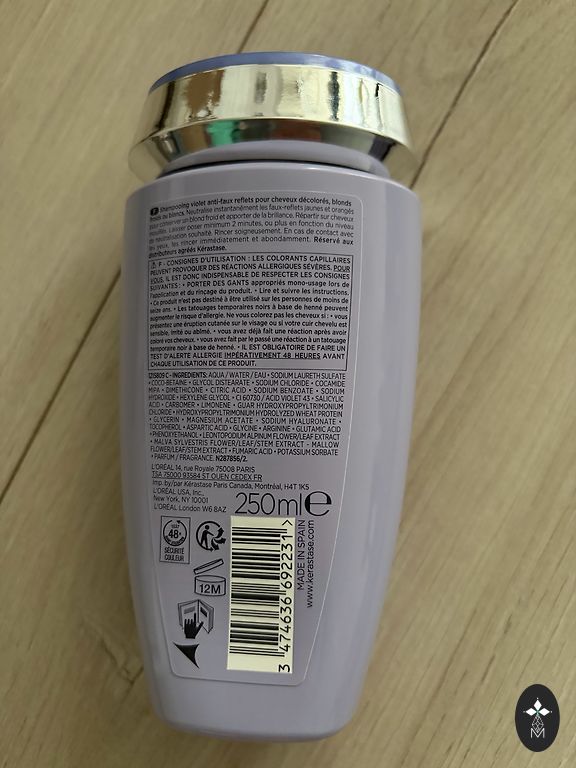 F Shampooing violet anti-faux reflets pour cheveux décolorés, blonds
froids ou blancs. Neutralise instantanément les faux-reflets jaunes et orangés
pour conserver un blond froid et apporter de la brillance. Répartir sur cheveux
mouillés. Laisser poser minimum 2 minutes, ou plus en fonction du niveau
de neutralisation souhaité. Rincer soigneusement. En cas de contact avec
les yeux, les rincer immédiatement et abondamment. Réservé aux
distributeurs agréés Kérastase.
F - CONSIGNES D'UTILISATION : LES COLORANTS CAPILLAIRES
PEUVENT PROVOQUER DES RÉACTIONS ALLERGIQUES SÉVÈRES. POUR
VOUS, IL EST DONC INDISPENSABLE DE RESPECTER LES CONSIGNES
SUIVANTES : • PORTER DES GANTS appropriés mono-usage lors de
l'application et du rinçage du produit. • Lire et suivre les instructions.
• Ce produit n'est pas destiné à être utilisé sur les personnes de moins de
seize ans. • Les tatouages temporaires noirs à base de henné peuvent
augmenter le risque d'allergie. Ne vous colorez pas les cheveux si : • vous
présentez une éruption cutanée sur le visage ou si votre cuir chevelu est
sensible, irrité ou abîmé. • vous avez déjà fait une réaction après avoir
coloré vos cheveux. • vous avez fait par le passé une réaction à un tatouage
temporaire noir à base de henné. • IL EST OBLIGATOIRE DE FAIRE UN
TEST D'ALERTE ALLERGIE IMPÉRATIVEMENT 48 HEURES AVANT
CHAQUE UTILISATION DE CE PRODUIT.
C215809 C - INGREDIENTS: AQUA / WATER / EAU • SODIUM LAURETH SULFATE
• COCO-BETAINE • GLYCOL DISTEARATE • SODIUM CHLORIDE • COCAMIDE
MIPA • DIMETHICONE • CITRIC ACID • SODIUM BENZOATE • SODIUM
HYDROXIDE • HEXYLENE GLYCOL • CI 60730 / ACID VIOLET 43 • SALICYLIC
ACID • CARBOMER • LIMONENE • GUAR HYDROXYPROPYLTRIMONIUM
CHLORIDE • HYDROXYPROPYLTRIMONIUM HYDROLYZED WHEAT PROTEIN
• GLYCERIN • MAGNESIUM ACETATE • SODIUM HYALURONATE •
TOCOPHEROL • ASPARTIC ACID • GLYCINE • ARGININE • GLUTAMIC ACID
• PHENOXYETHANOL • LEONTOPODIUM ALPINUM FLOWER/LEAF EXTRACT
• MALVA SYLVESTRIS FLOWER/LEAF/STEM EXTRACT • MALLOW
FLOWER/LEAF/STEM EXTRACT • FUMARIC ACID • POTASSIUM SORBATE
• PARFUM / FRAGRANCE. N287856/2.
L'ORÉAL 14, rue Royale 75008 PARIS
TSA 75000 93584 ST OUEN CEDEX FR
Imp. by/par Kérastase Paris Canada, Montréal, H4T 1K5
L'ORÉAL USA, Inc.,
New York, NY 10001
L'ORÉAL London W6 8AZ
250ml e
TEST
48H
SÉCURITÉ
COULEUR
12M
3 474636 692231 >
MADE IN SPAIN
www.kerastase.com
M